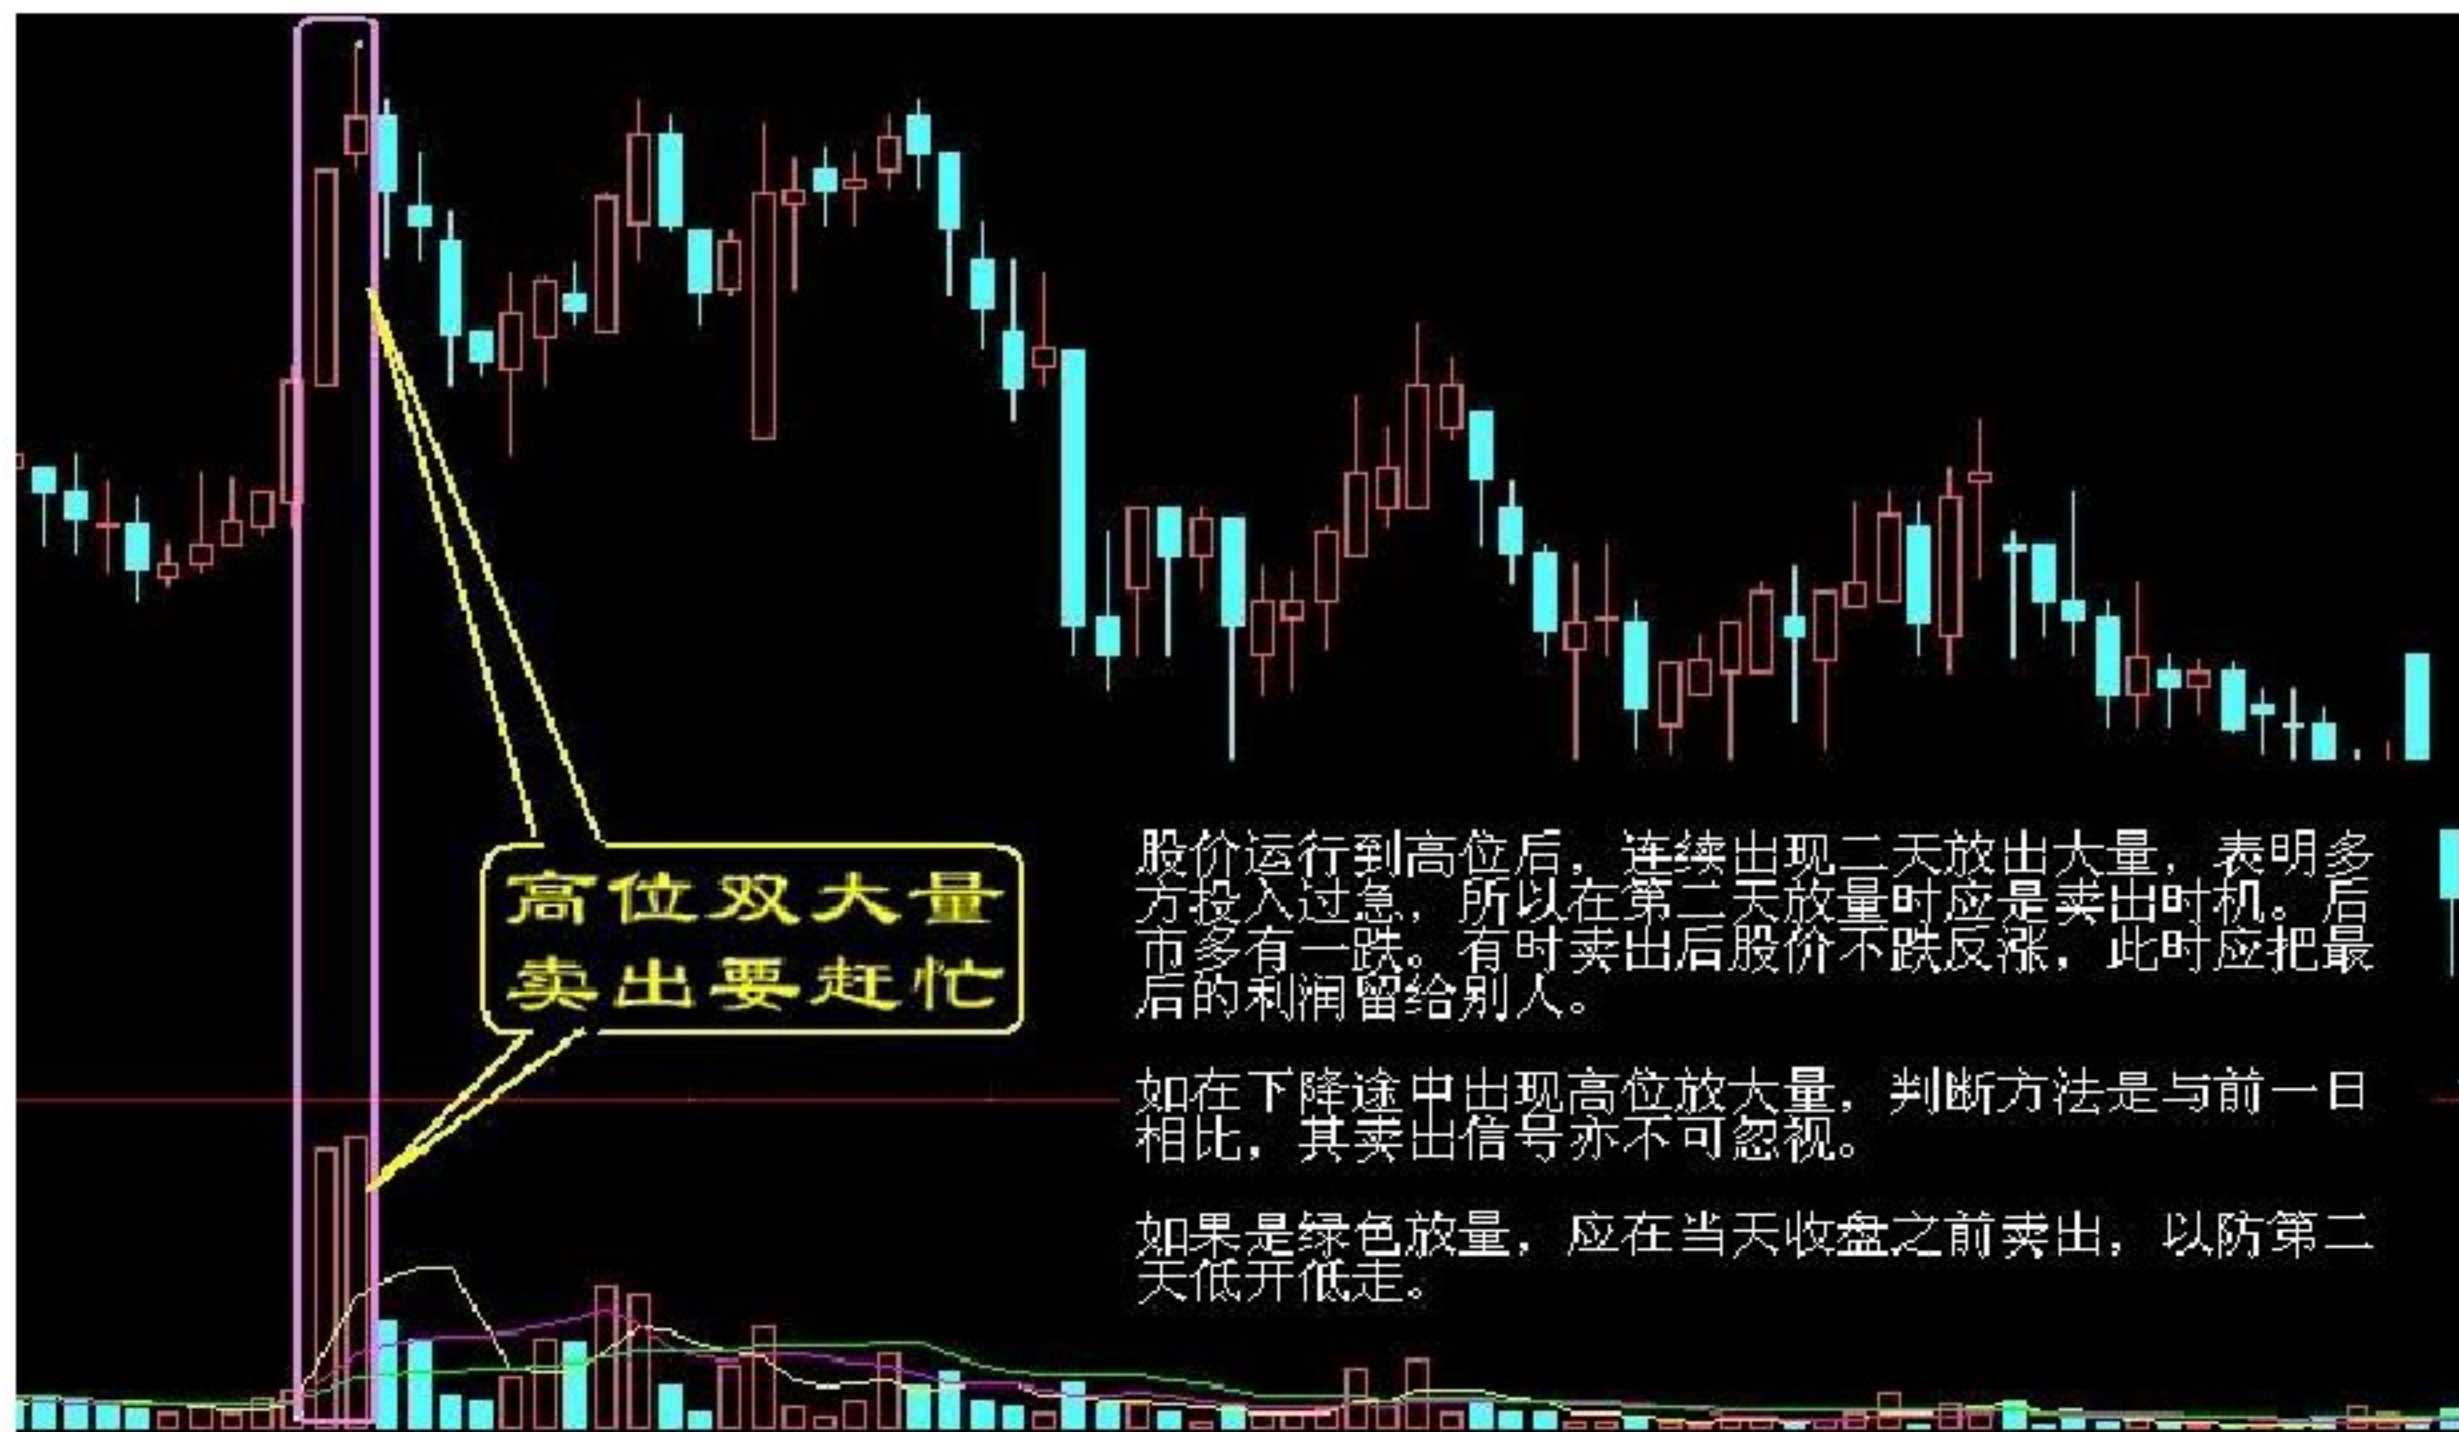 高位双大量
卖出要赶忙
股价运行到高位后，连续出现二天放出大量，表明多
方投入过急，所以在第二天放量时应是卖出时机。后
市多有一跌。有时卖出后股价不跌反涨，此时应把最
后的利润留给别人。
如在下降途中出现高位放大量，判断方法是与前一日
相比，其卖出信号亦不可忽视。
如果是绿色放量，应在当天收盘之前卖出，以防第二
天低开低走。